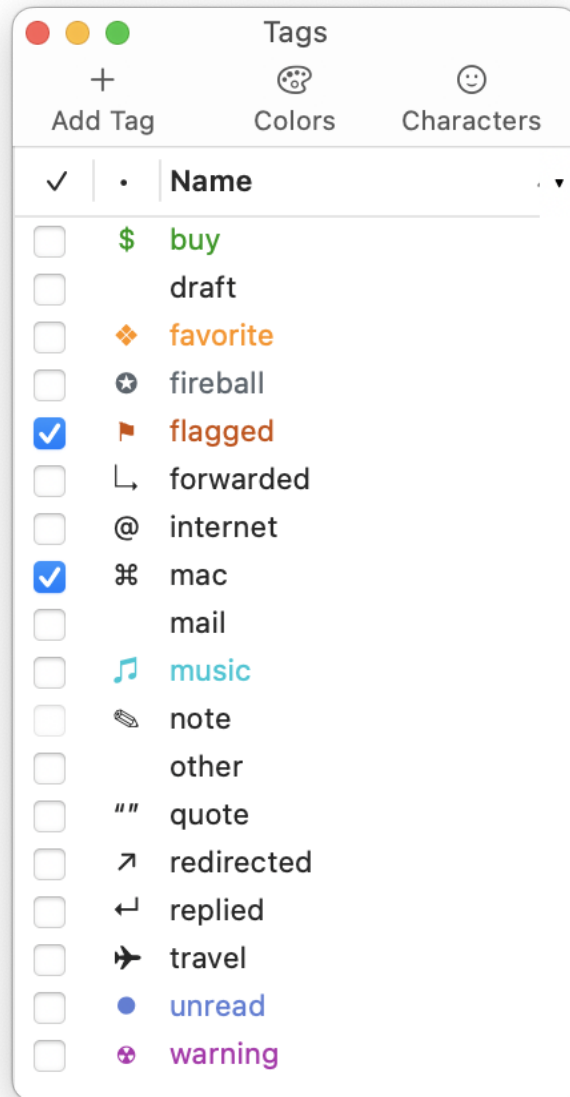 Tags
Add Tag Colors Characters
✓ • Name
$ buy
draft
❖ favorite
✪ fireball
⚑ flagged
forwarded
@ internet
⌘ mac
mail
♫ music
✎ note
other
“” quote
↗ redirected
↵ replied
✈ travel
● unread
☢ warning